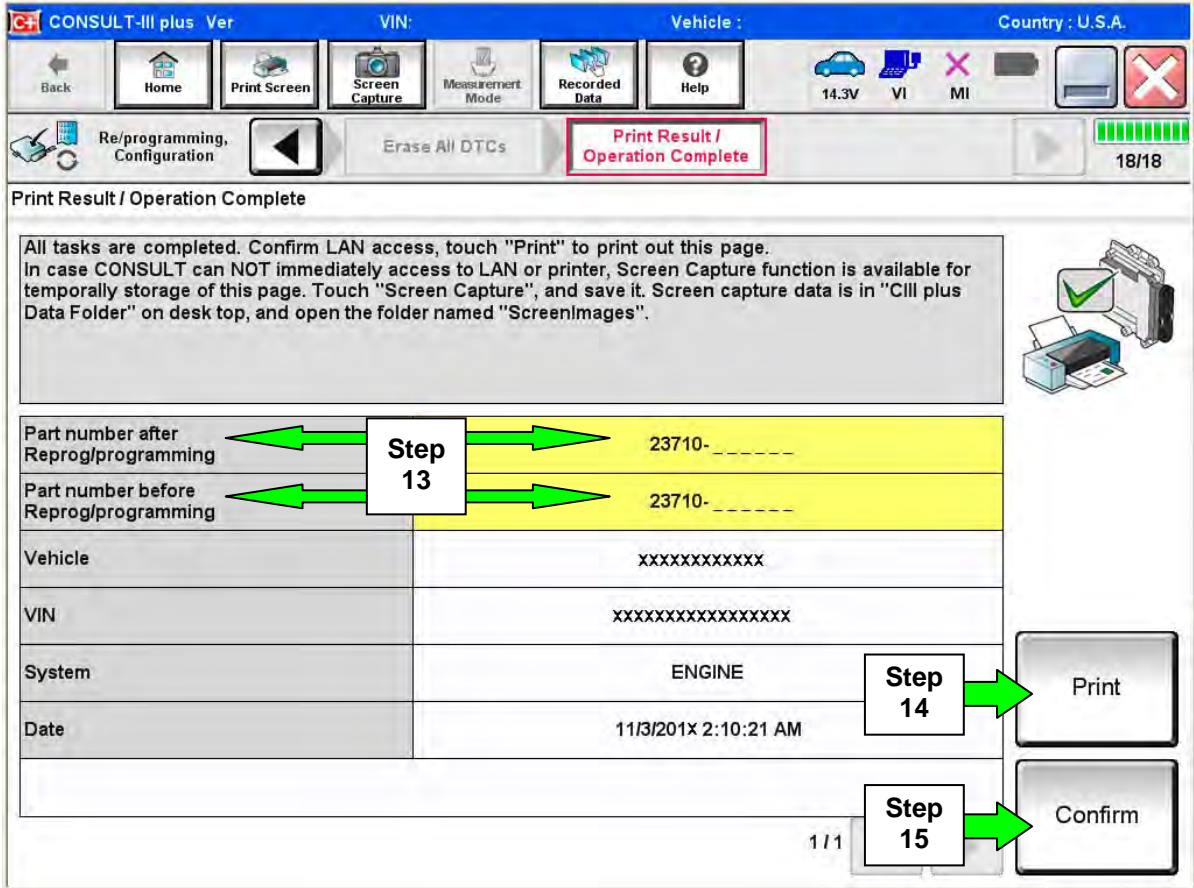 C+ CONSULT-III plus Ver VIN: Vehicle : Country : U.S.A.
Back Home Print Screen Screen Capture Measurement Mode Recorded Data Help 14.3V VI MI
Re/programming, Configuration Erase All DTCs Print Result / Operation Complete 18/18
Print Result / Operation Complete
All tasks are completed. Confirm LAN access, touch "Print" to print out this page.
In case CONSULT can NOT immediately access to LAN or printer, Screen Capture function is available for
temporally storage of this page. Touch "Screen Capture", and save it. Screen capture data is in "CIII plus
Data Folder" on desk top, and open the folder named "ScreenImages".
Part number after
Reprog/programming
23710-_ _ _ _ _ _
Step
13
Part number before
Reprog/programming
23710-_ _ _ _ _ _
Vehicle xxxxxxxxxxxx
VIN xxxxxxxxxxxxxxxxx
System ENGINE
Step
14
Print
Date 11/3/201x 2:10:21 AM
Step
15
Confirm
1/1